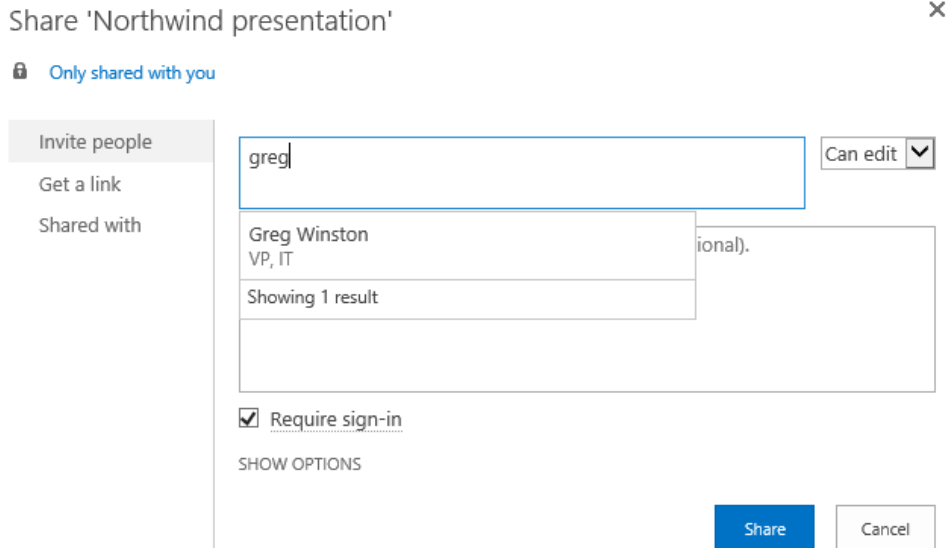 Share 'Northwind presentation'
Only shared with you
Invite people
Get a link
Shared with
greg
Can edit
Greg Winston
VP, IT
Showing 1 result
ional).
Require sign-in
SHOW OPTIONS
Share
Cancel